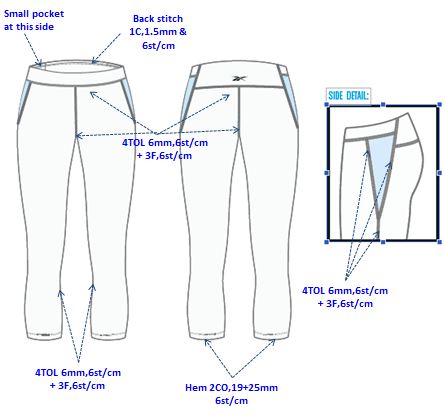 Small pocket
at this side
Back stitch
1C,1.5mm &
6st/cm
SIDE DETAIL:
4TOL 6mm,6st/cm
+ 3F,6st/cm
4TOL 6mm,6st/cm
+ 3F,6st/cm
4TOL 6mm,6st/cm
+ 3F,6st/cm
Hem 2CO,19+25mm
6st/cm